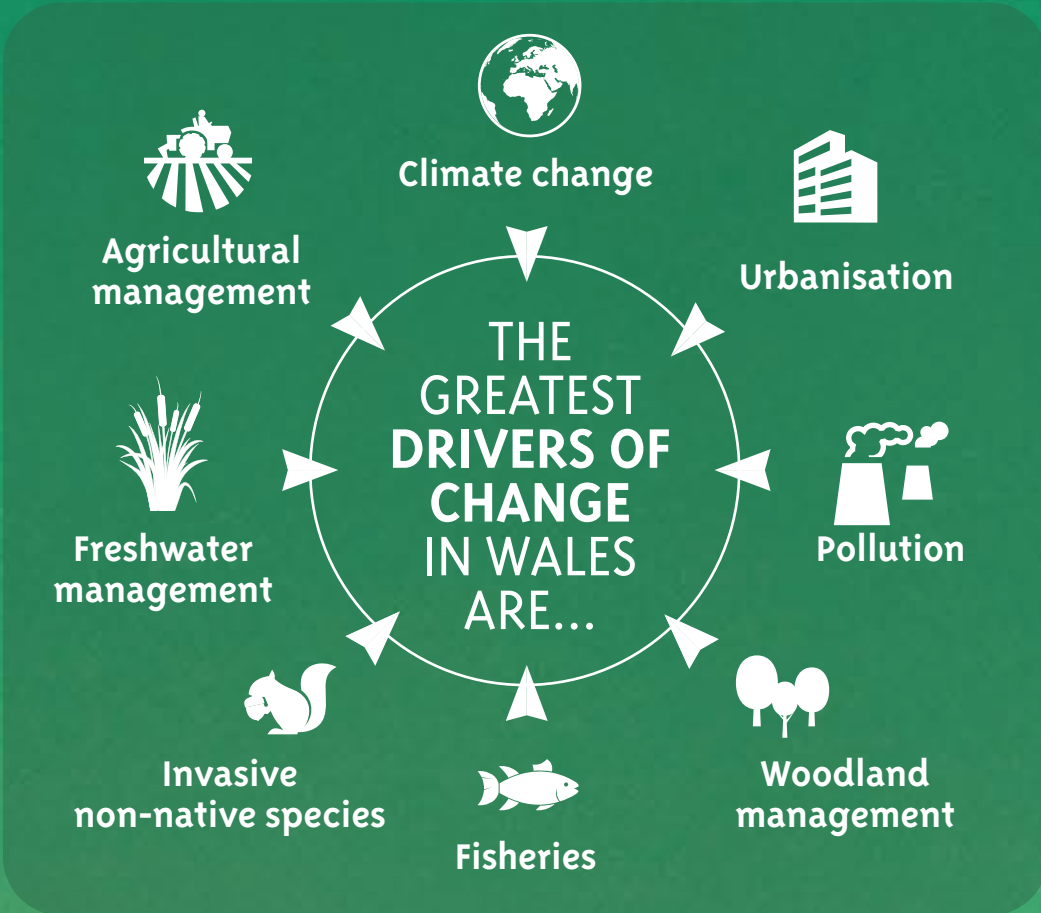 Climate change
Urbanisation
Pollution
Woodland
management
Fisheries
Invasive
non-native species
Freshwater
management
Agricultural
management
THE
GREATEST
DRIVERS OF
CHANGE
IN WALES
ARE...